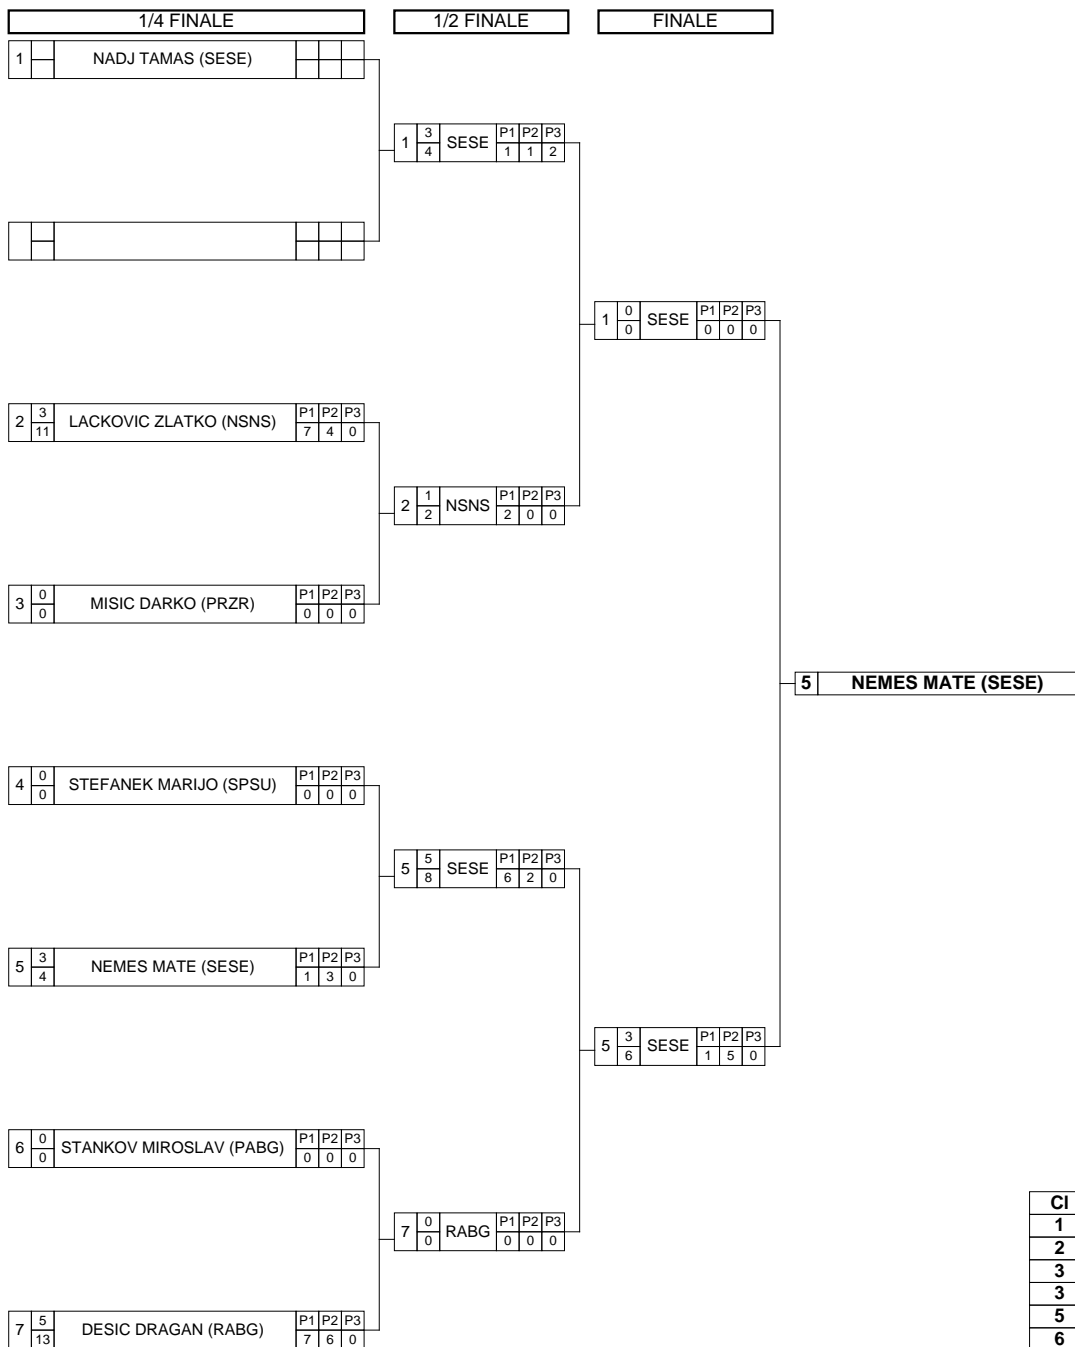 1/4 FINALE 1/2 FINALE FINALE
1 NADJ TAMAS (SESE)
1 3 SESE P1 P2 P3
4 1 1 2
1 0 SESE P1 P2 P3
0 0 0 0
2 3 LACKOVIC ZLATKO (NSNS) P1 P2 P3
11 7 4 0
2 1 NSNS P1 P2 P3
2 2 0 0
3 0 MISIC DARKO (PRZR) P1 P2 P3
0 0 0 0
5 NEMES MATE (SESE)
4 0 STEFANEK MARIJO (SPSU) P1 P2 P3
0 0 0 0
5 5 SESE P1 P2 P3
8 6 2 0
5 3 NEMES MATE (SESE) P1 P2 P3
4 1 3 0
5 3 SESE P1 P2 P3
6 1 5 0
6 0 STANKOV MIROSLAV (PABG) P1 P2 P3
0 0 0 0
7 0 RABG P1 P2 P3
0 0 0 0
7 5 DESIC DRAGAN (RABG) P1 P2 P3
13 7 6 0
Cl
1
2
3
3
5
6